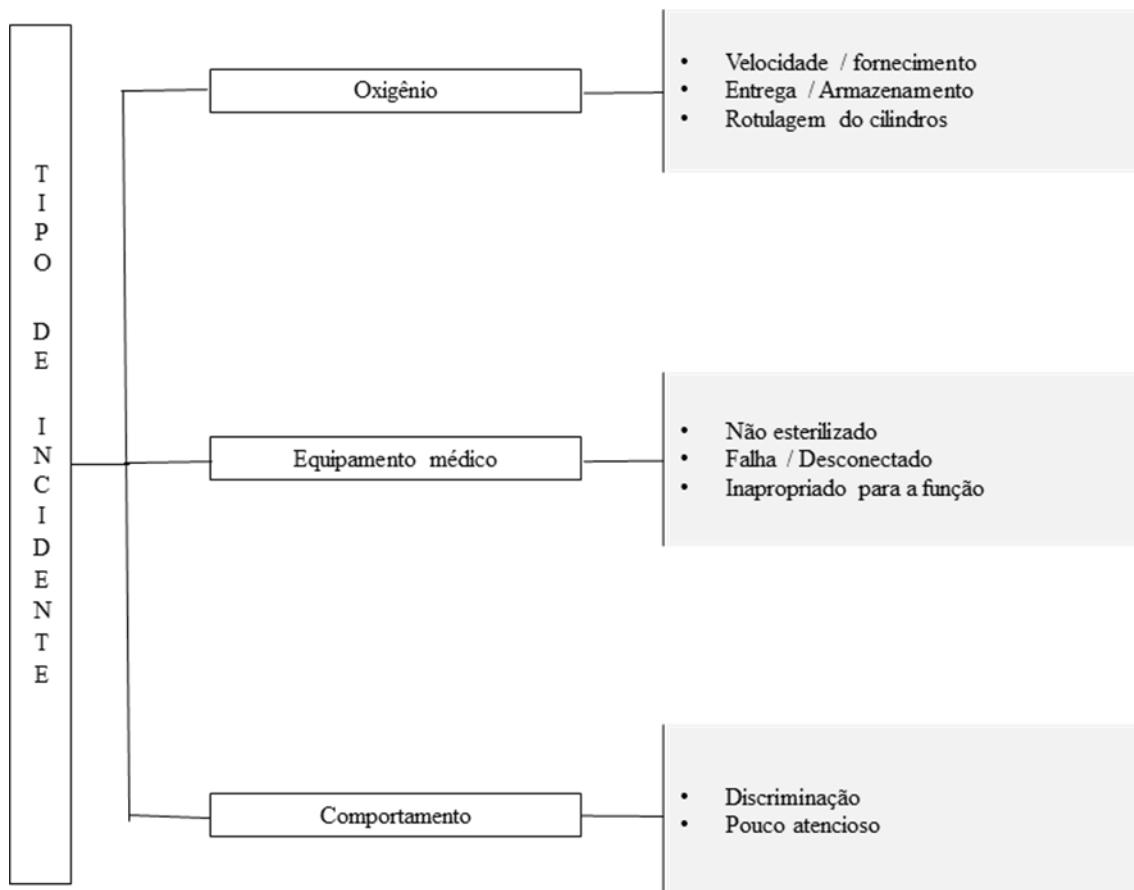 TIPO DE INCIDENTE
Oxigênio
• Velocidade / fornecimento
• Entrega / Armazenamento
• Rotulagem do cilindros
Equipamento médico
• Não esterilizado
• Falha / Desconectado
• Inapropriado para a função
Comportamento
• Discriminação
• Pouco atencioso